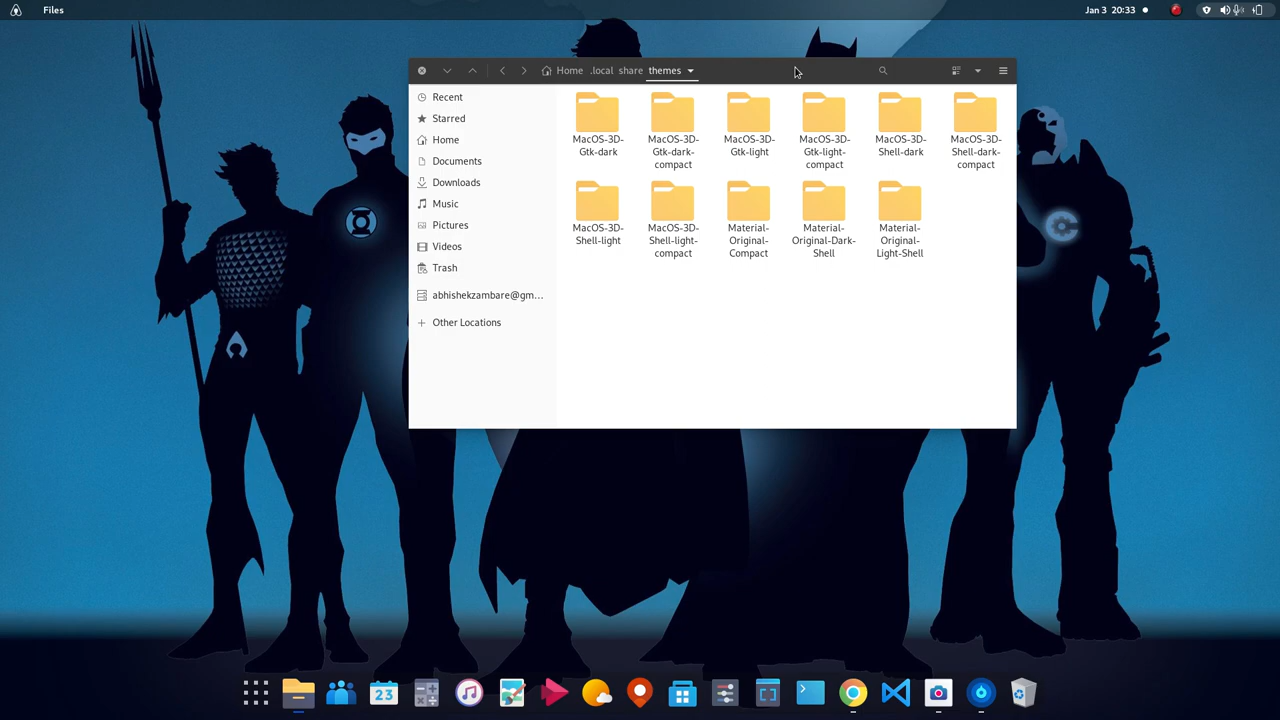 Files
Jan 3 20:33
Home .local share themes
Recent
Starred
Home
Documents
Downloads
Music
Pictures
Videos
Trash
abhishekzambare@gm...
Other Locations
MacOS-3D-
Gtk-dark
MacOS-3D-
Gtk-dark-
compact
MacOS-3D-
Gtk-light
MacOS-3D-
Gtk-light-
compact
MacOS-3D-
Shell-dark
MacOS-3D-
Shell-dark-
compact
MacOS-3D-
Shell-light
MacOS-3D-
Shell-light-
compact
Material-
Original-
Compact
Material-
Original-Dark-
Shell
Material-
Original-
Light-Shell
23